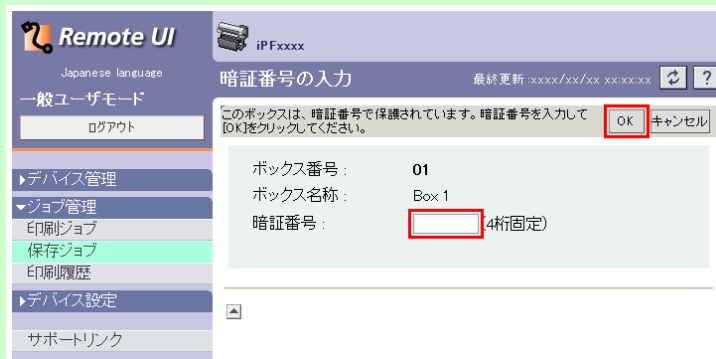 Remote UI
Japanese language
一般ユーザモード
ログアウト
▶デバイス管理
▼ジョブ管理
印刷ジョブ
保存ジョブ
印刷履歴
▶デバイス設定
サポートリンク
iPFxxxx
暗証番号の入力
最終更新:xxxx/xx/xx xx:xx:xx
?
このボックスは、暗証番号で保護されています。暗証番号を入力して
[OK]をクリックしてください。
OK
キャンセル
ボックス番号 : 01
ボックス名称 : Box 1
暗証番号 : (4桁固定)